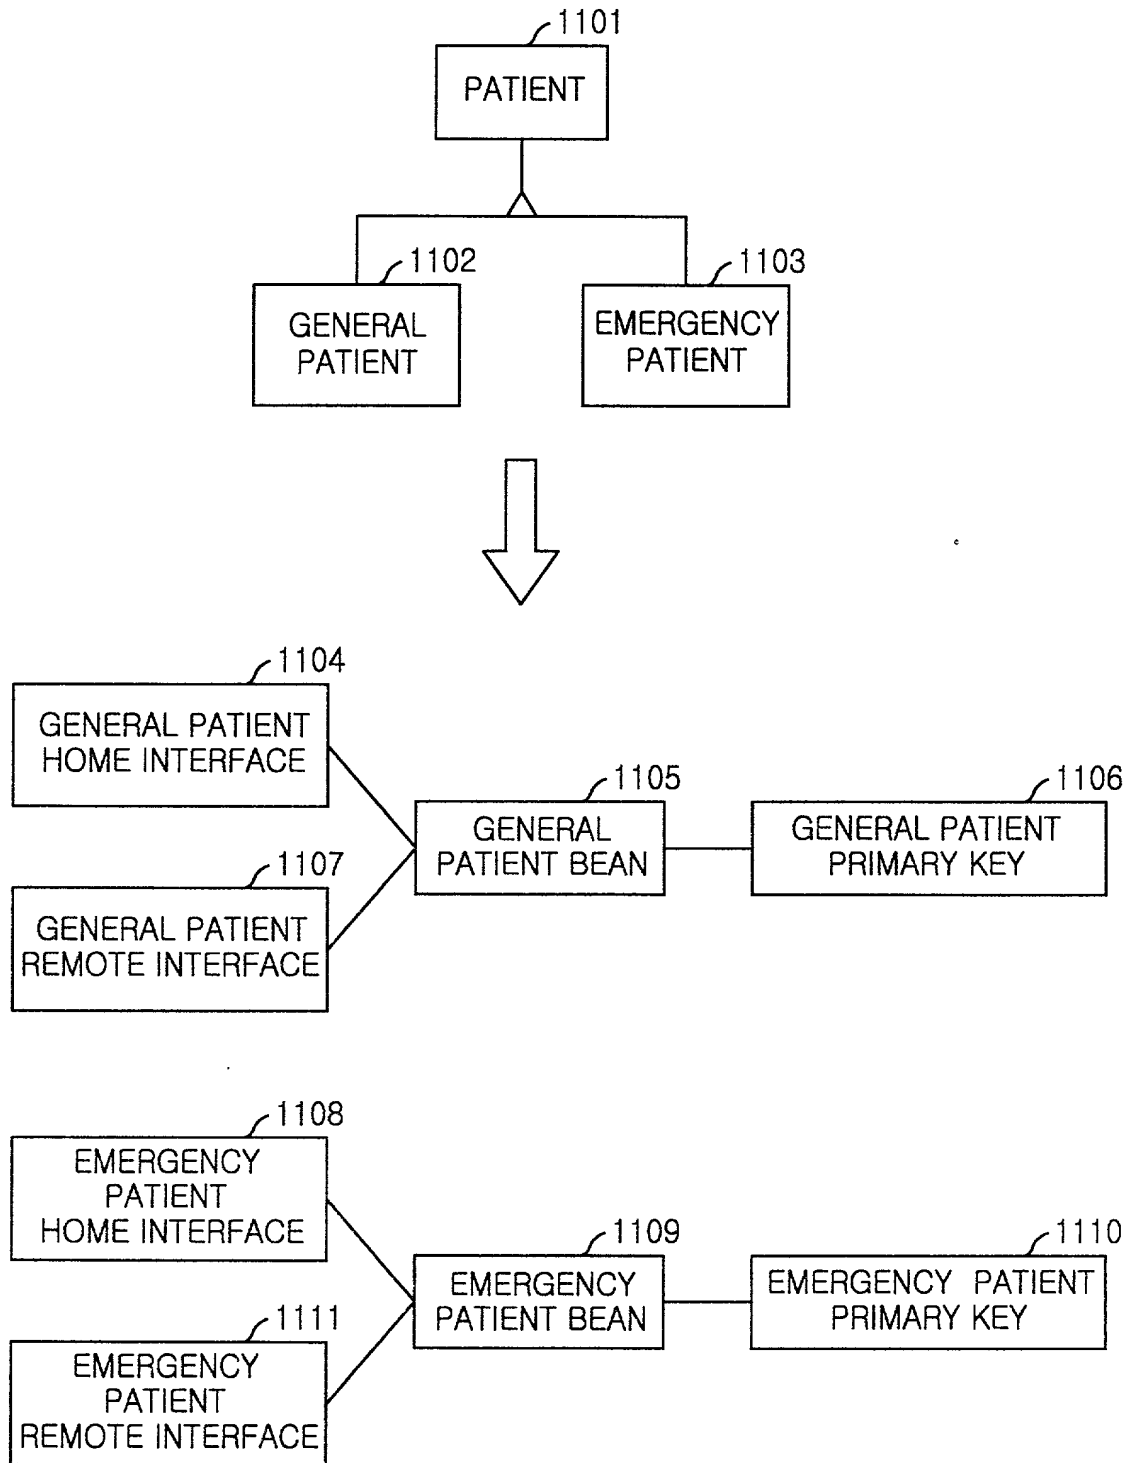 1101
PATIENT
1102
GENERAL
PATIENT
1103
EMERGENCY
PATIENT
1104
GENERAL PATIENT
HOME INTERFACE
1105
GENERAL
PATIENT BEAN
1106
GENERAL PATIENT
PRIMARY KEY
1107
GENERAL PATIENT
REMOTE INTERFACE
1108
EMERGENCY
PATIENT
HOME INTERFACE
1109
EMERGENCY
PATIENT BEAN
1110
EMERGENCY PATIENT
PRIMARY KEY
1111
EMERGENCY
PATIENT
REMOTE INTERFACE